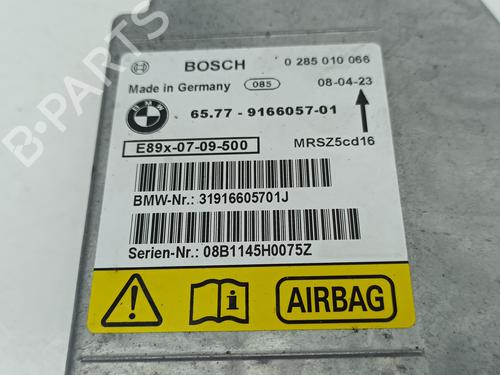 BOSCH 0 285 010 066
Made in Germany 085 08-04-23
BMW
65.77 - 9166057-01
E89x-07-09-500 MRSZ5cd16
BMW-Nr.: 31916605701J
Serien-Nr.: 08B1145H0075Z
i AIRBAG
B-PARTS